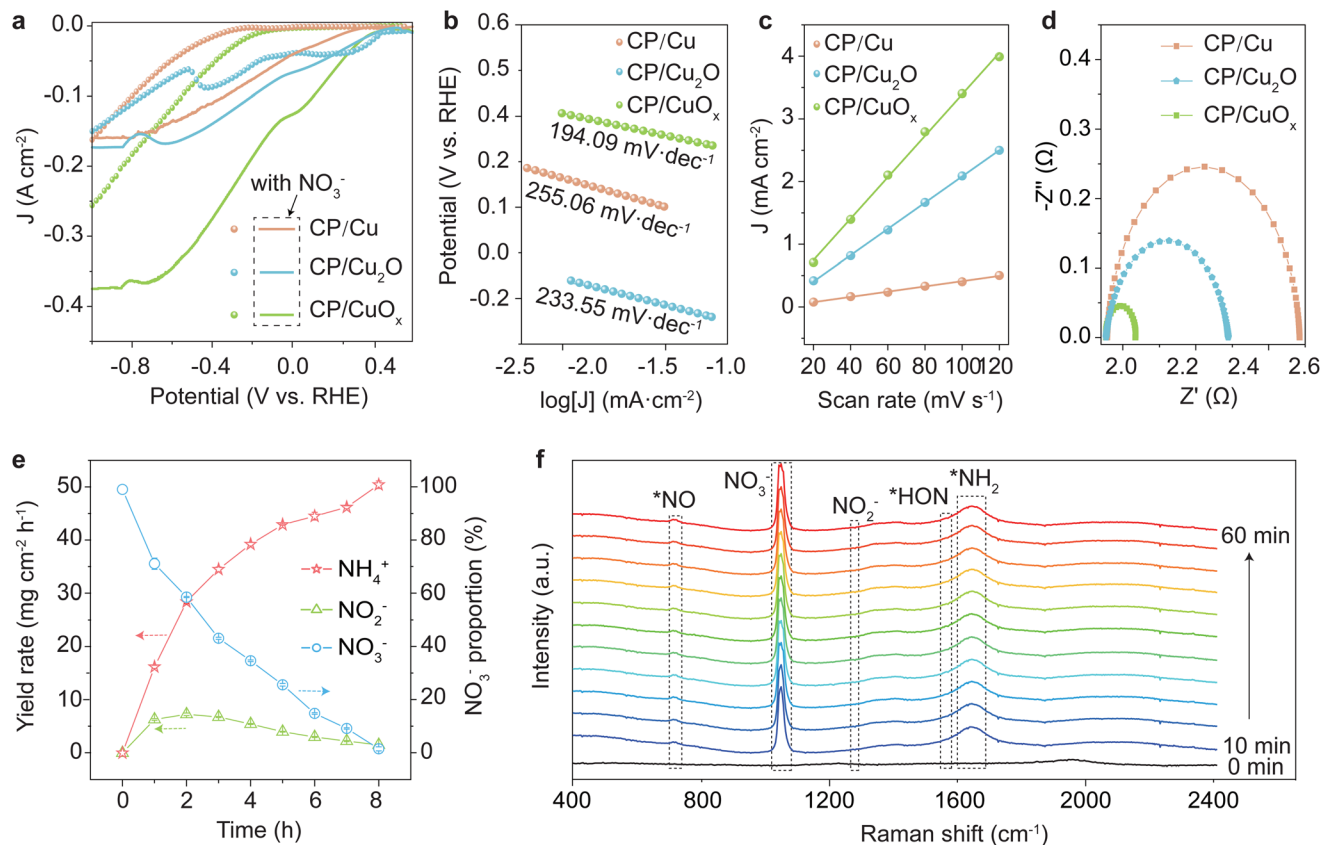 a
0.0
-0.1
-0.2
-0.3
-0.4
J (A cm⁻²)
with NO₃⁻
CP/Cu
CP/Cu₂O
CP/CuOₓ
-0.8
-0.4
0.0
0.4
Potential (V vs. RHE)
b
0.6
0.5
0.4
0.2
0.1
0.0
-0.2
Potential (V vs. RHE)
CP/Cu
CP/Cu₂O
CP/CuOₓ
194.09 mV·dec⁻¹
255.06 mV·dec⁻¹
233.55 mV·dec⁻¹
-2.5
-2.0
-1.5
-1.0
log[J] (mA·cm⁻²)
c
4
3
2
1
0
J (mA cm⁻²)
CP/Cu
CP/Cu₂O
CP/CuOₓ
20 40 60 80 100 120
Scan rate (mV s⁻¹)
d
0.4
0.3
0.2
0.1
0.0
-Z" (Ω)
CP/Cu
CP/Cu₂O
CP/CuOₓ
2.0
2.2
2.4
2.6
Z' (Ω)
e
50
40
30
20
10
0
Yield rate (mg cm⁻² h⁻¹)
NH₄⁺
NO₂⁻
NO₃⁻
100
80
60
40
20
0
NO₃⁻ proportion (%)
0 2 4 6 8
Time (h)
f
Intensity (a.u.)
*NO
NO₃⁻
NO₂⁻
*HON
*NH₂
60 min
10 min
0 min
400 800 1200 1600 2000 2400
Raman shift (cm⁻¹)